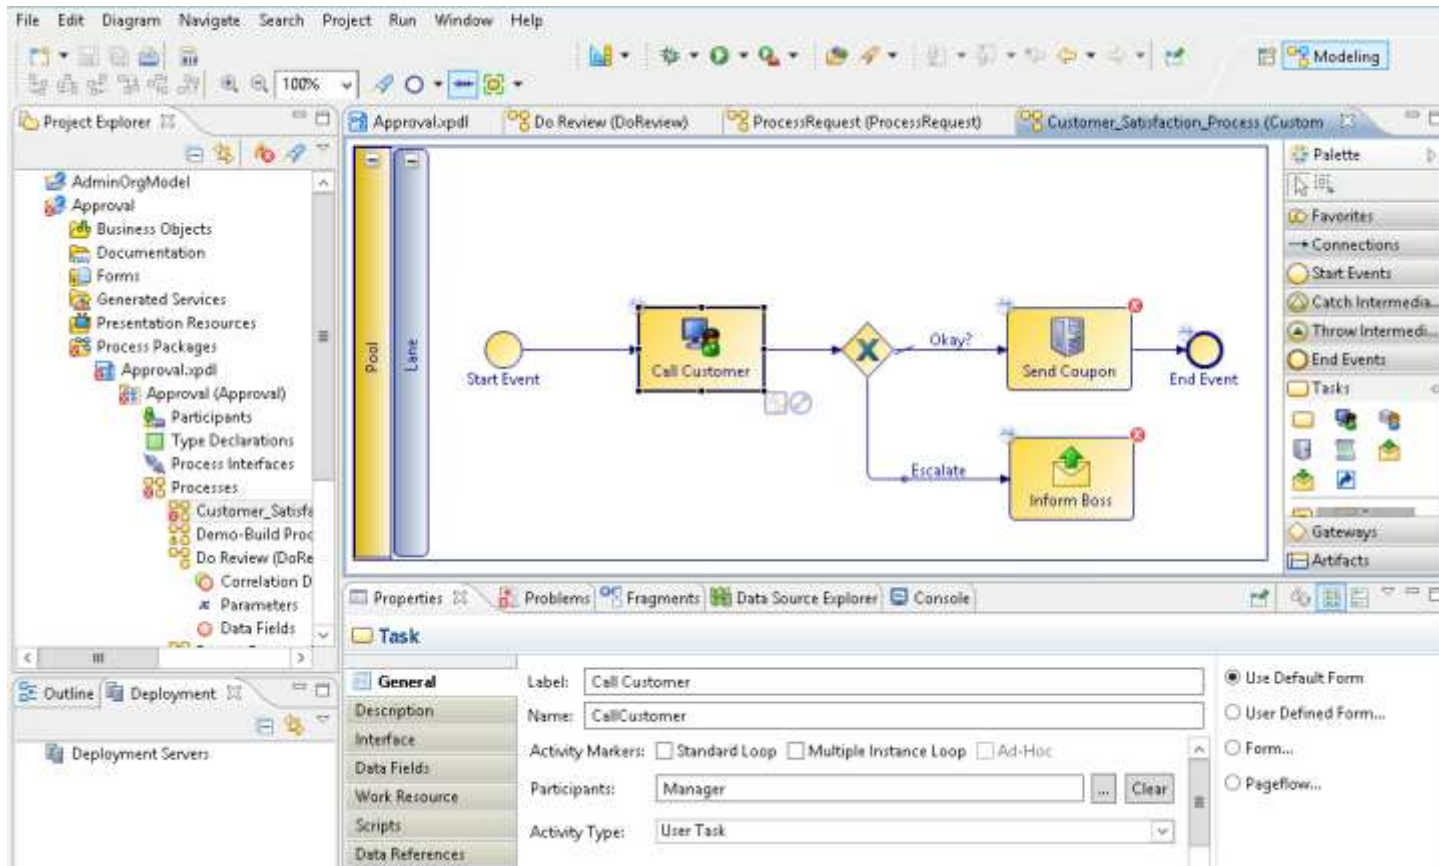 File Edit Diagram Navigate Search Project Run Window Help
100%
Modeling
Project Explorer
AdminOrgModel
Approval
Business Objects
Documentation
Forms
Generated Services
Presentation Resources
Process Packages
Approval.xpdl
Approval (Approval)
Participants
Type Declarations
Process Interfaces
Processes
Customer_Satisfa
Demo-Build Proc
Do Review (DoRe
Correlation D
Parameters
Data Fields
Outline Deployment
Deployment Servers
Approval.xpdl Do Review (DoReview) ProcessRequest (ProcessRequest) Customer_Satisfaction_Process (Custom
Pool
Lane
Start Event
Call Customer
Okay?
Send Coupon
End Event
Escalate
Inform Boss
Palette
Favorites
Connections
Start Events
Catch Intermedia...
Throw Intermedi...
End Events
Tasks
Gateways
Artifacts
Properties Problems Fragments Data Source Explorer Console
Task
General
Description
Interface
Data Fields
Work Resource
Scripts
Data References
Label: Call Customer
Name: CallCustomer
Activity Markers: Standard Loop Multiple Instance Loop Ad-Hoc
Participants: Manager ... Clear
Activity Type: User Task
Use Default Form
User Defined Form...
Form...
Pageflow...